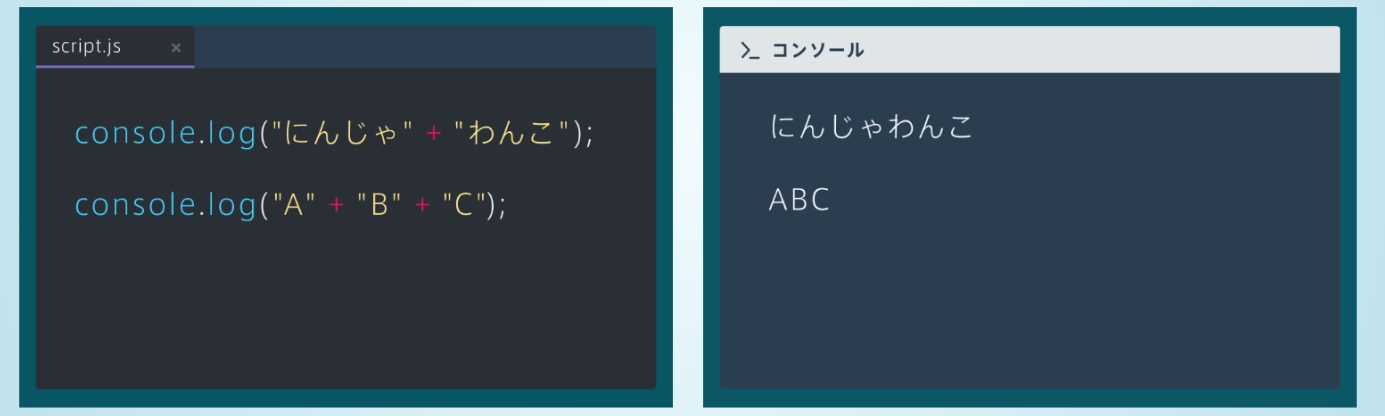 script.js ×
console.log("にんじゃ" + "わんこ");
console.log("A" + "B" + "C");
>_ コンソール
にんじゃわんこ
ABC